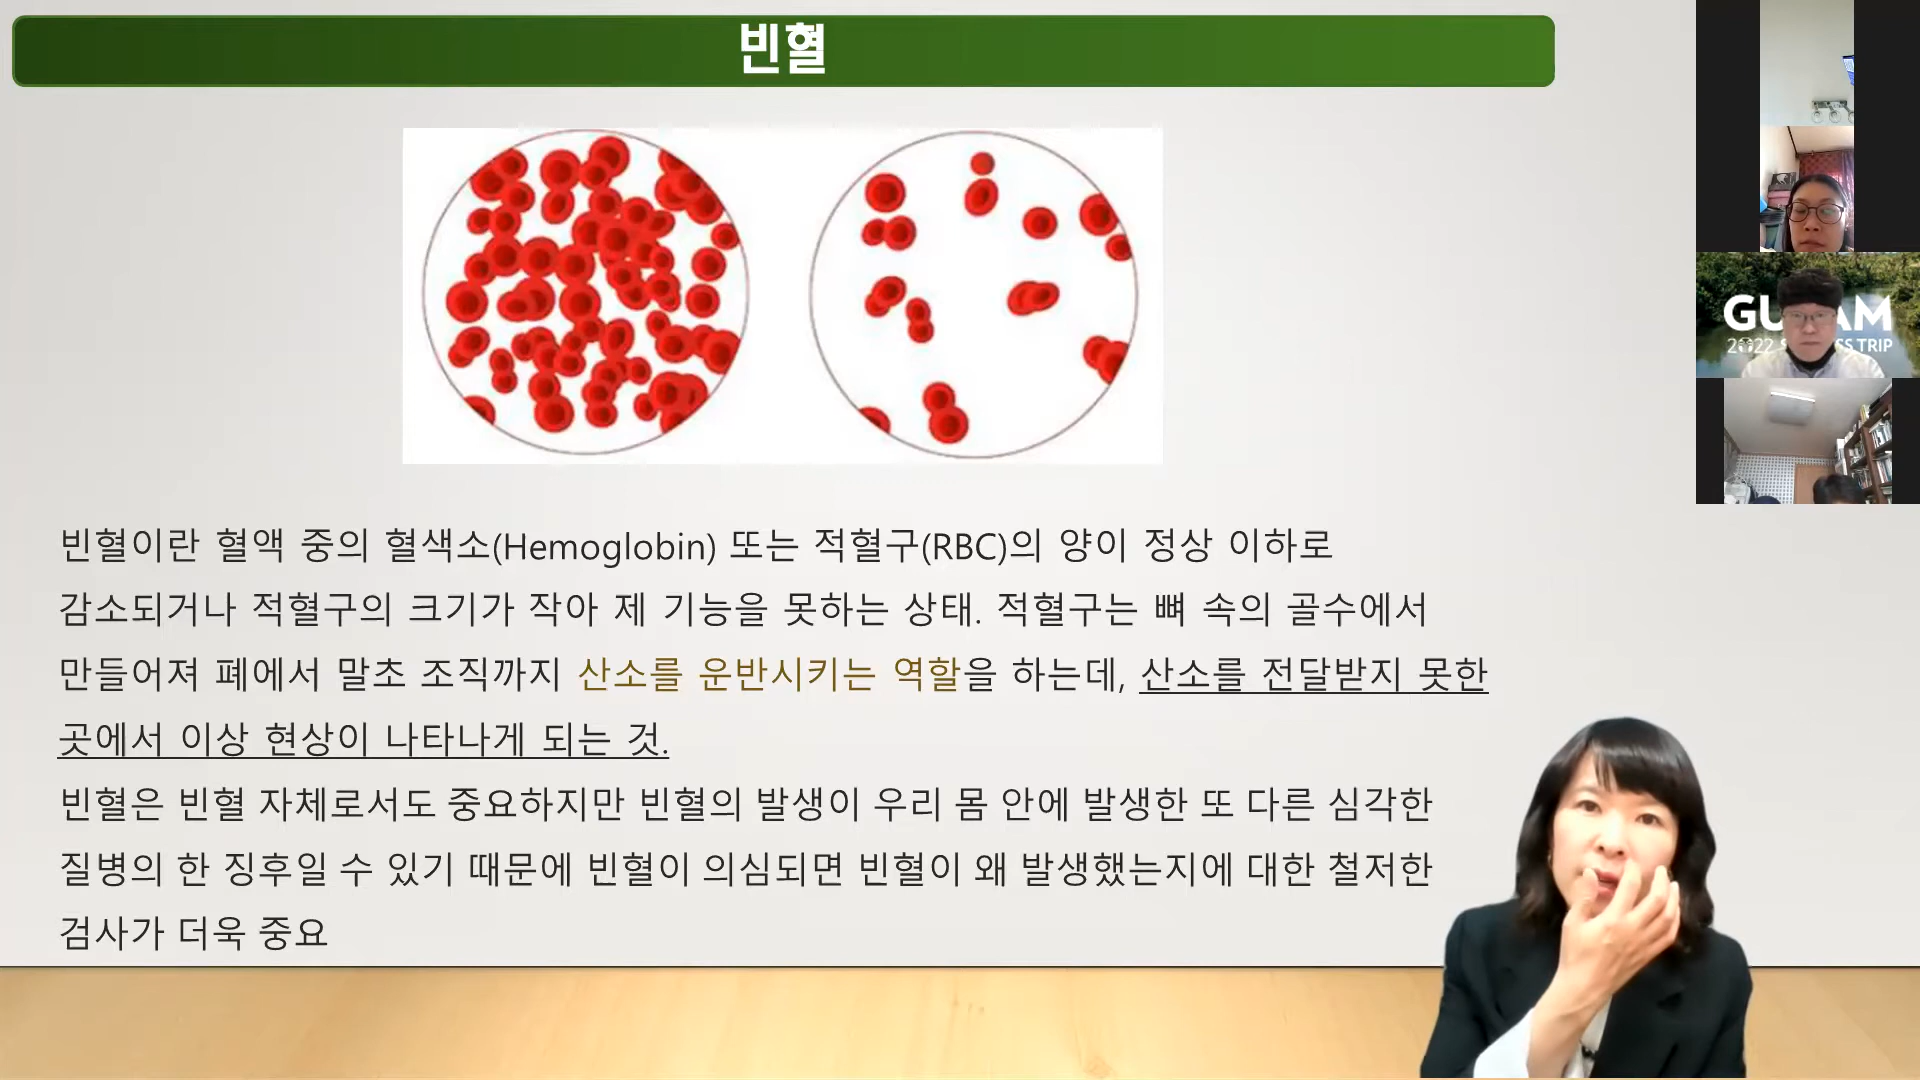 빈혈
빈혈이란 혈액 중의 혈색소(Hemoglobin) 또는 적혈구(RBC)의 양이 정상 이하로
감소되거나 적혈구의 크기가 작아 제 기능을 못하는 상태. 적혈구는 뼈 속의 골수에서
만들어져 폐에서 말초 조직까지 산소를 운반시키는 역할을 하는데, 산소를 전달받지 못한
곳에서 이상 현상이 나타나게 되는 것.
빈혈은 빈혈 자체로서도 중요하지만 빈혈의 발생이 우리 몸 안에 발생한 또 다른 심각한
질병의 한 징후일 수 있기 때문에 빈혈이 의심되면 빈혈이 왜 발생했는지에 대한 철저한
검사가 더욱 중요
2022
TRIP